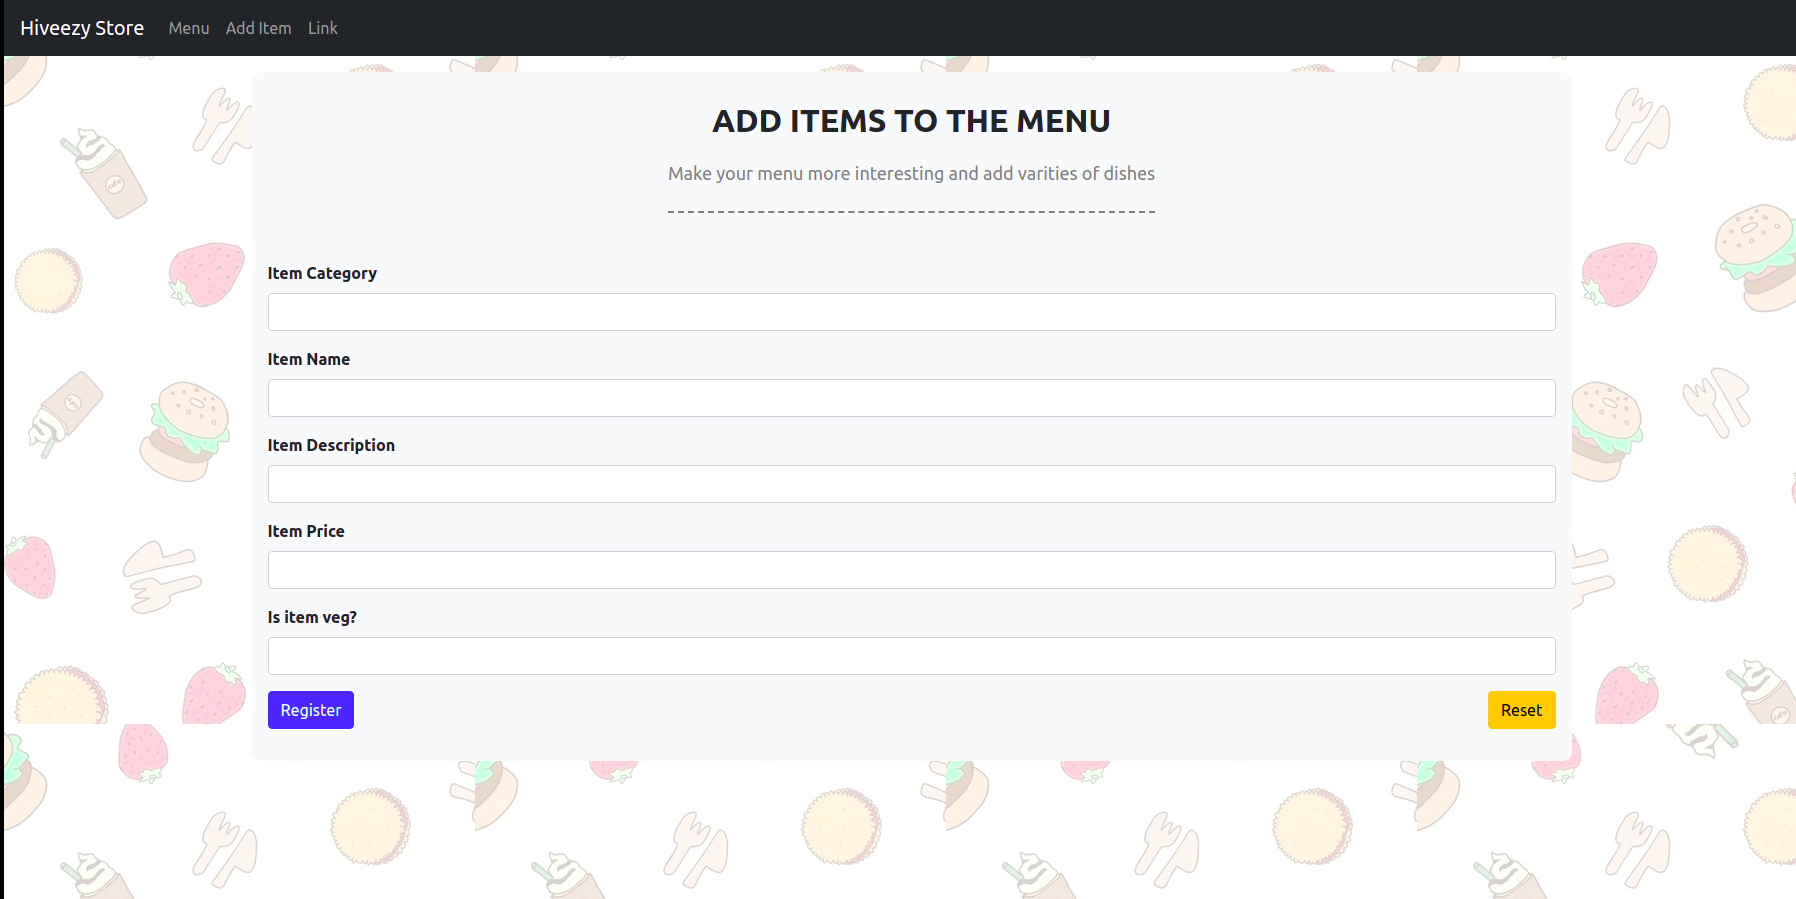 Hiveezy Store Menu Add Item Link
ADD ITEMS TO THE MENU
Make your menu more interesting and add varities of dishes
Item Category
Item Name
Item Description
Item Price
Is item veg?
Register Reset